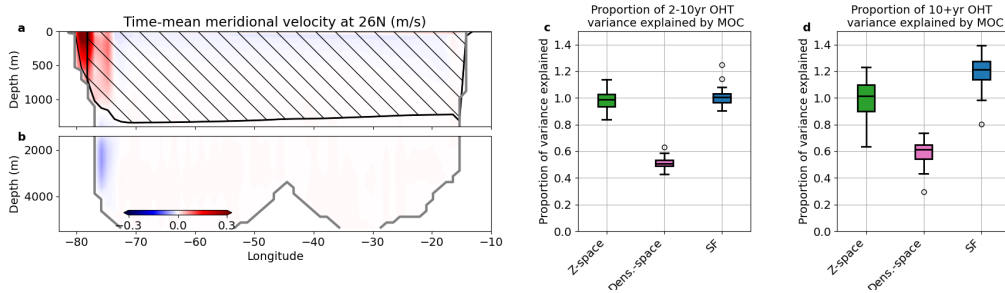 a
Time-mean meridional velocity at 26N (m/s)
0
500
1000
Depth (m)
b
2000
4000
Depth (m)
−0.3 0.0 0.3
−80 −70 −60 −50 −40 −30 −20 −10
Longitude
c
Proportion of 2-10yr OHT
variance explained by MOC
Proportion of variance explained
1.4
1.2
1.0
0.8
0.6
0.4
0.2
0.0
Z-space
Dens.-space
SF
d
Proportion of 10+yr OHT
variance explained by MOC
Proportion of variance explained
1.4
1.2
1.0
0.8
0.6
0.4
0.2
0.0
Z-space
Dens.-space
SF